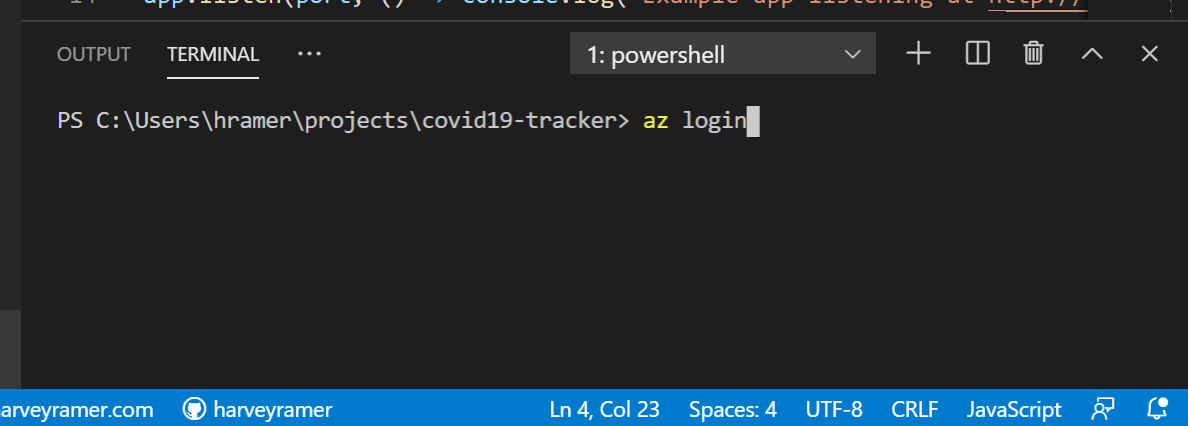 app.listen(port, () => console.log(`Example app listening at http://
OUTPUT TERMINAL ··· 1: powershell
PS C:\Users\hramer\projects\covid19-tracker> az login
arveyramer.com harveyramer Ln 4, Col 23 Spaces: 4 UTF-8 CRLF JavaScript